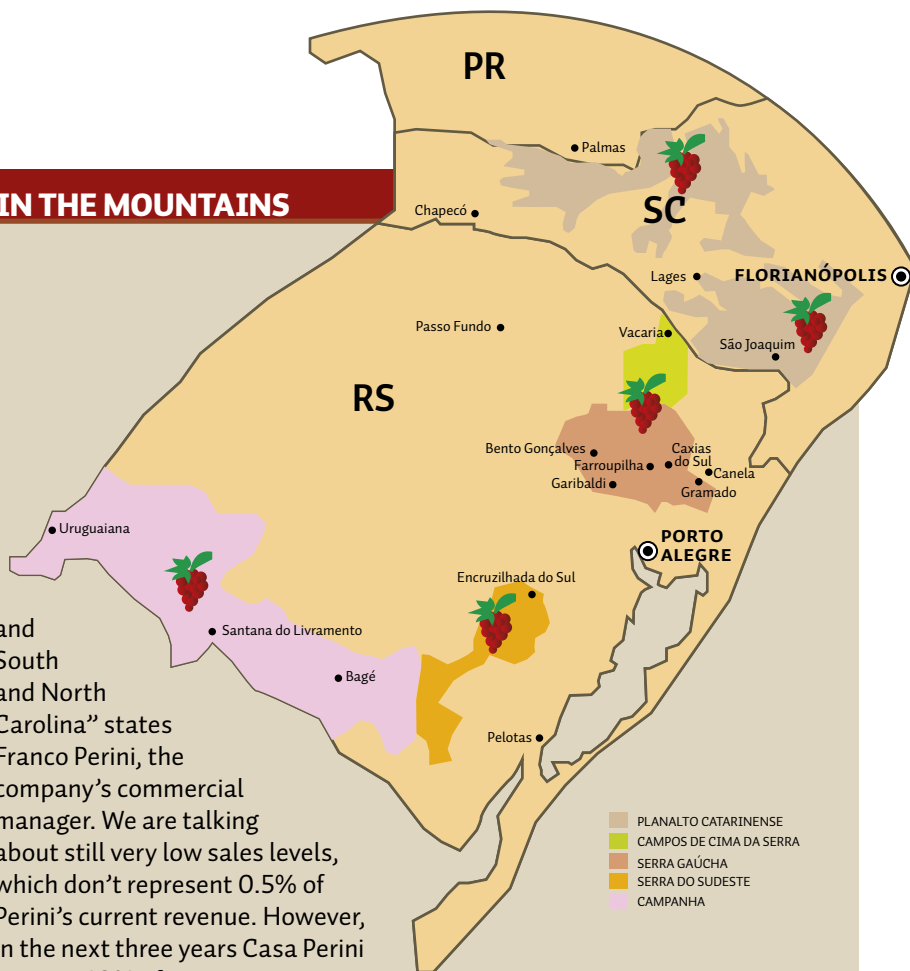 PR
Palmas
IN THE MOUNTAINS
SC
Chapecó
Lages
FLORIANÓPOLIS
Passo Fundo
Vacaria
São Joaquim
RS
Bento Gonçalves
Caxias
do Sul
Farroupilha
Canela
Garibaldi
Gramado
Uruguaiana
PORTO
ALEGRE
Encruzilhada do Sul
Santana do Livramento
Bagé
Pelotas
and
South
and North
Carolina” states
Franco Perini, the
company’s commercial
manager. We are talking
about still very low sales levels,
which don’t represent 0.5% of
Perini’s current revenue. However,
in the next three years Casa Perini
PLANALTO CATARINENSE
CAMPOS DE CIMA DA SERRA
SERRA GAÚCHA
SERRA DO SUDESTE
CAMPANHA